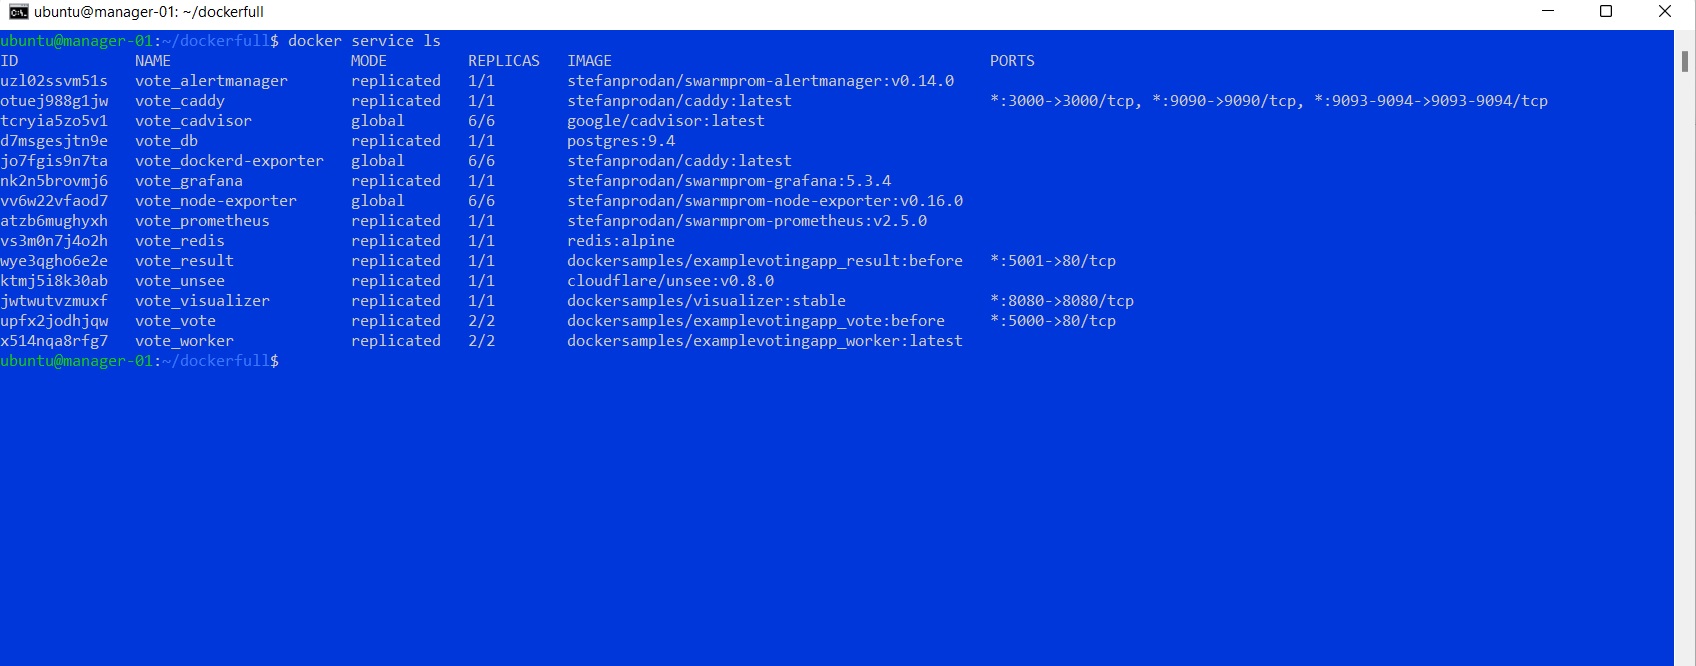 ubuntu@manager-01: ~/dockerfull
ubuntu@manager-01:~/dockerfull$ docker service ls
ID             NAME                    MODE         REPLICAS   IMAGE                                          PORTS
uzl02ssvm51s   vote_alertmanager       replicated   1/1        stefanprodan/swarmprom-alertmanager:v0.14.0
otuej988g1jw   vote_caddy              replicated   1/1        stefanprodan/caddy:latest                      *:3000->3000/tcp, *:9090->9090/tcp, *:9093-9094->9093-9094/tcp
tcryia5zo5v1   vote_cadvisor           global       6/6        google/cadvisor:latest
d7msgesjtn9e   vote_db                 replicated   1/1        postgres:9.4
jo7fgis9n7ta   vote_dockerd-exporter   global       6/6        stefanprodan/caddy:latest
nk2n5brovmj6   vote_grafana            replicated   1/1        stefanprodan/swarmprom-grafana:5.3.4
vv6w22vfaod7   vote_node-exporter      global       6/6        stefanprodan/swarmprom-node-exporter:v0.16.0
atzb6mughyxh   vote_prometheus         replicated   1/1        stefanprodan/swarmprom-prometheus:v2.5.0
vs3m0n7j4o2h   vote_redis              replicated   1/1        redis:alpine
wye3qgho6e2e   vote_result             replicated   1/1        dockersamples/examplevotingapp_result:before   *:5001->80/tcp
ktmj5i8k30ab   vote_unsee              replicated   1/1        cloudflare/unsee:v0.8.0
jwtwutvzmuxf   vote_visualizer         replicated   1/1        dockersamples/visualizer:stable                *:8080->8080/tcp
upfx2jodhjqw   vote_vote               replicated   2/2        dockersamples/examplevotingapp_vote:before     *:5000->80/tcp
x514nqa8rfg7   vote_worker             replicated   2/2        dockersamples/examplevotingapp_worker:latest
ubuntu@manager-01:~/dockerfull$